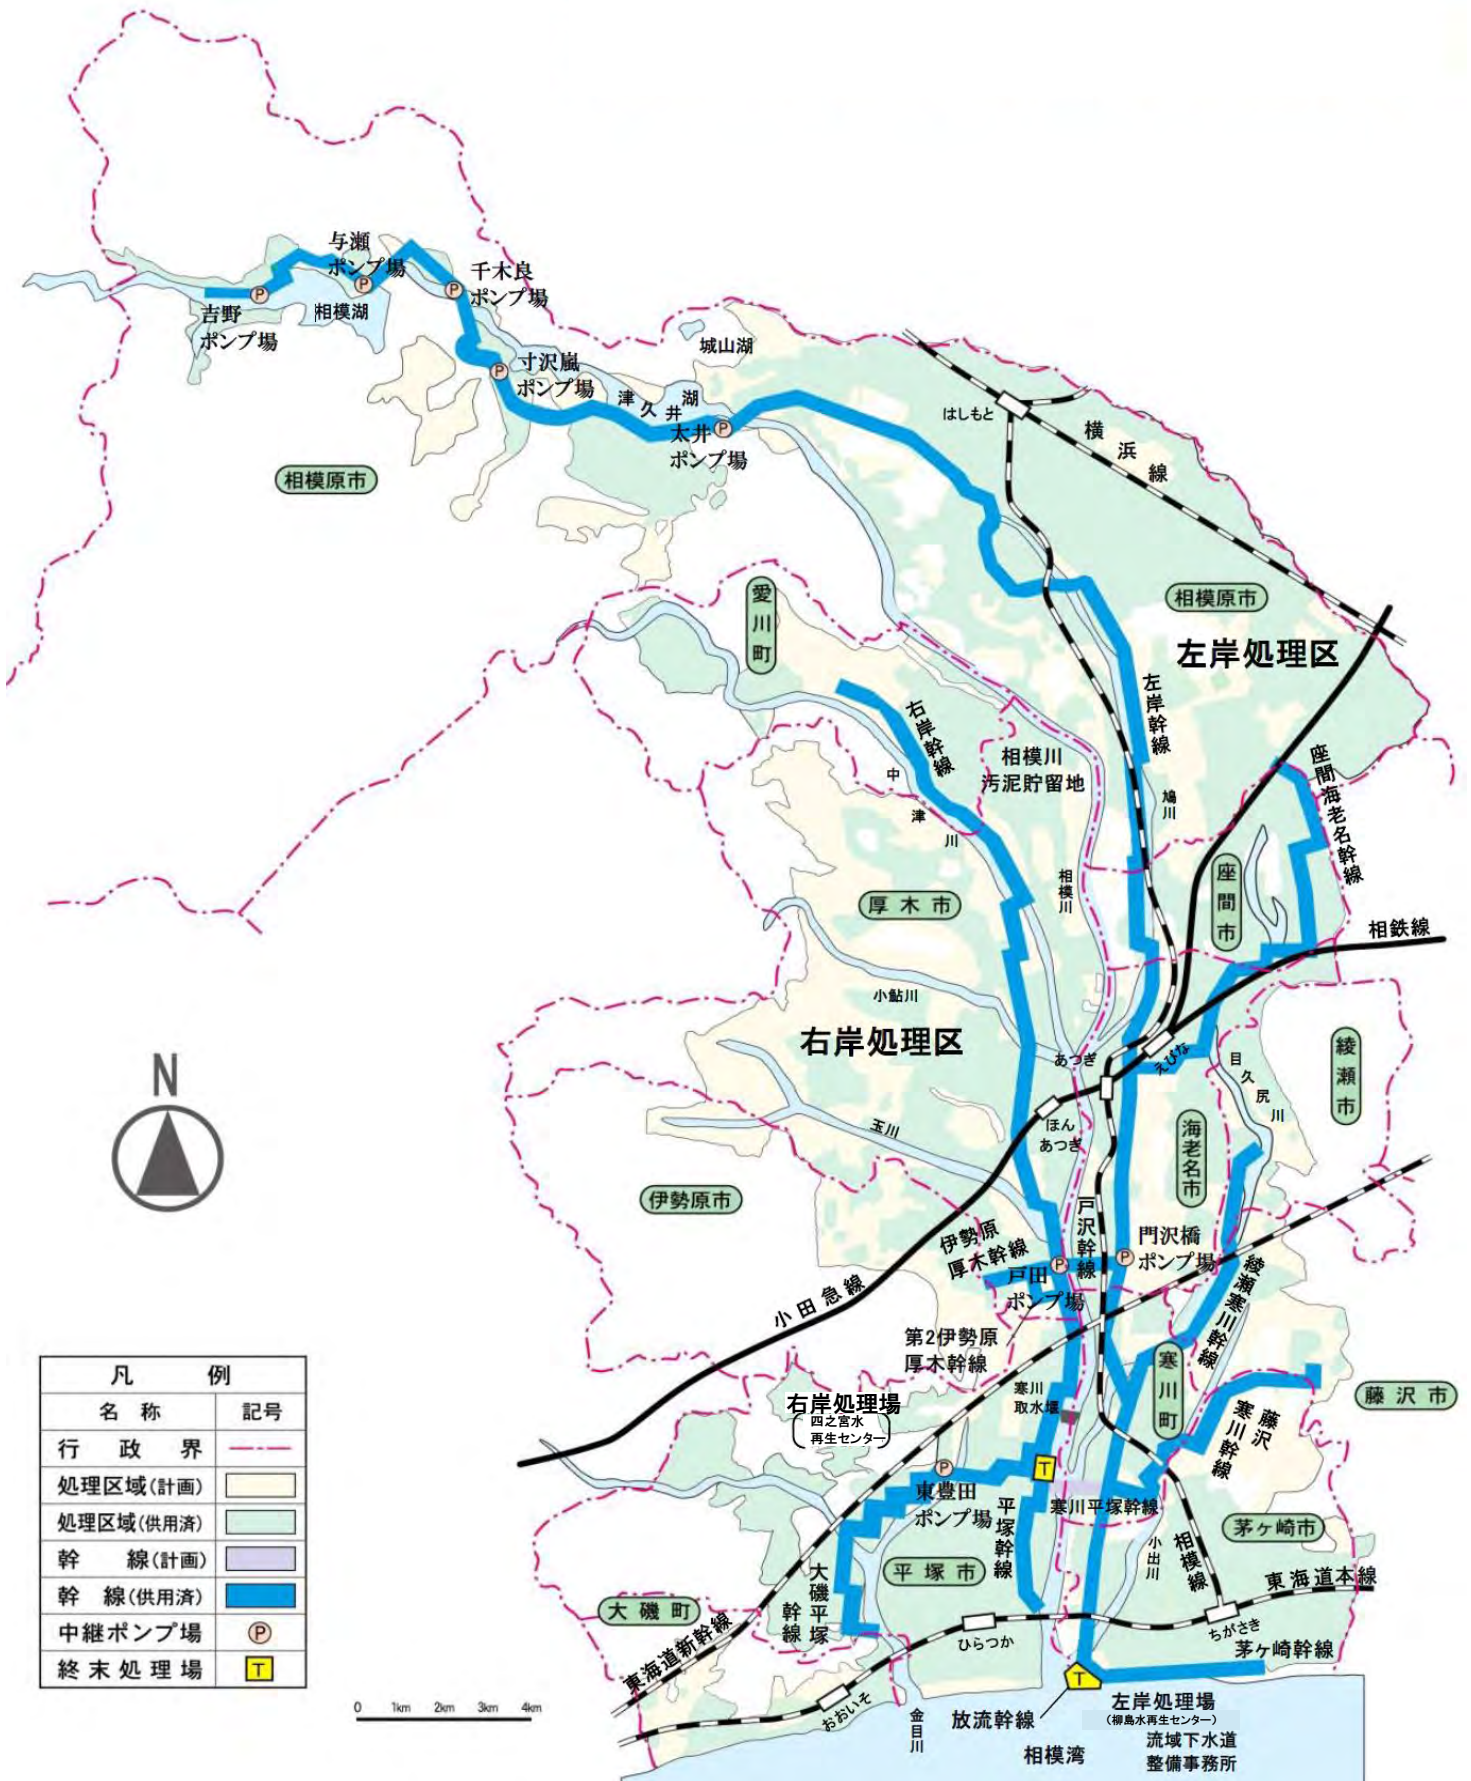 与瀬
ポンプ場
千木良
ポンプ場
吉野
ポンプ場
相模湖
寸沢嵐
ポンプ場
城山湖
津久井湖
太井
ポンプ場
はしもと
横浜線
相模原市
相模原市
左岸処理区
愛川町
右岸幹線
左岸幹線
相模川
汚泥貯留地
中津川
鳩川
座間海老名幹線
相模川
座間市
厚木市
相鉄線
小鮎川
右岸処理区
あつぎ
えびな
目久尻川
綾瀬市
N
玉川
ほん
あつぎ
海老名市
伊勢原市
戸沢幹線
伊勢原
厚木幹線
門沢橋
ポンプ場
戸田
ポンプ場
小田急線
綾瀬寒川幹線
第2伊勢原
厚木幹線
寒川町
寒川
取水堰
藤沢市
藤沢
寒川幹線
右岸処理場
四之宮水
再生センター
T
東豊田
ポンプ場
平塚幹線
寒川平塚幹線
小出川
相模線
茅ヶ崎市
平塚市
大磯平塚
幹線
大磯町
東海道新幹線
東海道本線
ひらつか
ちがさき
茅ヶ崎幹線
おおいそ
金目川
T
放流幹線
左岸処理場
(柳島水再生センター)
相模湾
流域下水道
整備事務所
凡例
名称 記号
行政界
処理区域(計画)
処理区域(供用済)
幹線(計画)
幹線(供用済)
中継ポンプ場 P
終末処理場 T
0 1km 2km 3km 4km
P
P
P
P
P
P
P
P